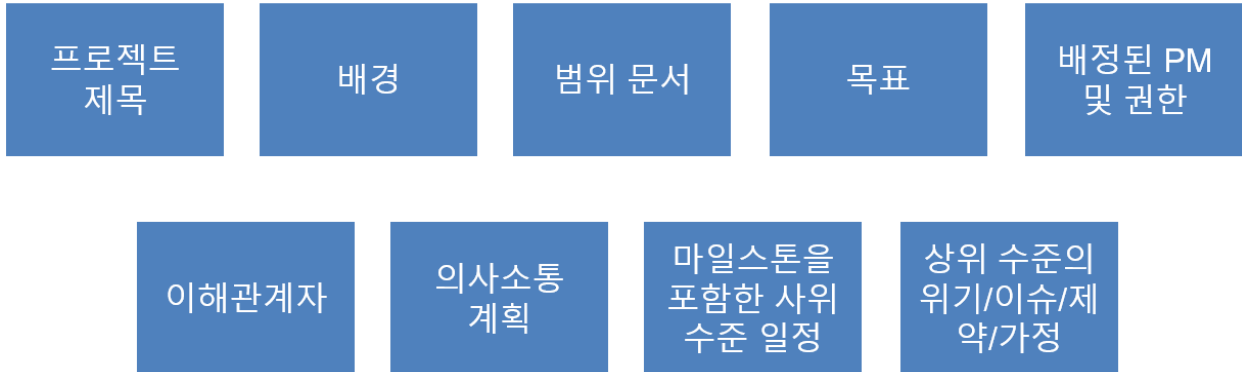 프로젝트
제목
배경
범위 문서
목표
배정된 PM
및 권한
이해관계자
의사소통
계획
마일스톤을
포함한 사위
수준 일정
상위 수준의
위기/이슈/제
약/가정